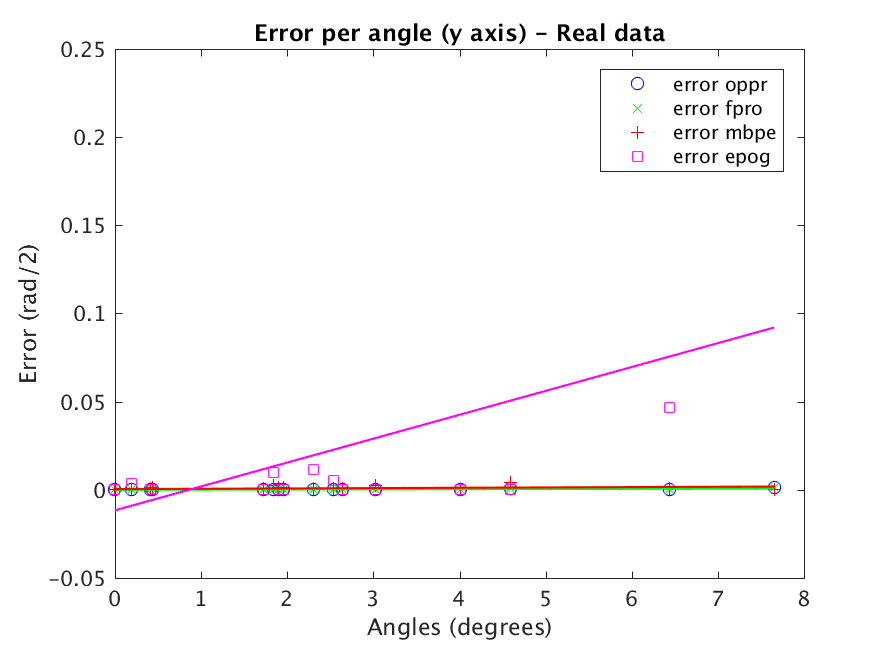 Error per angle (y axis) - Real data
error oppr
error fpro
error mbpe
error epog
0.25
0.2
0.15
0.1
0.05
0
-0.05
Error (rad/2)
0 1 2 3 4 5 6 7 8
Angles (degrees)